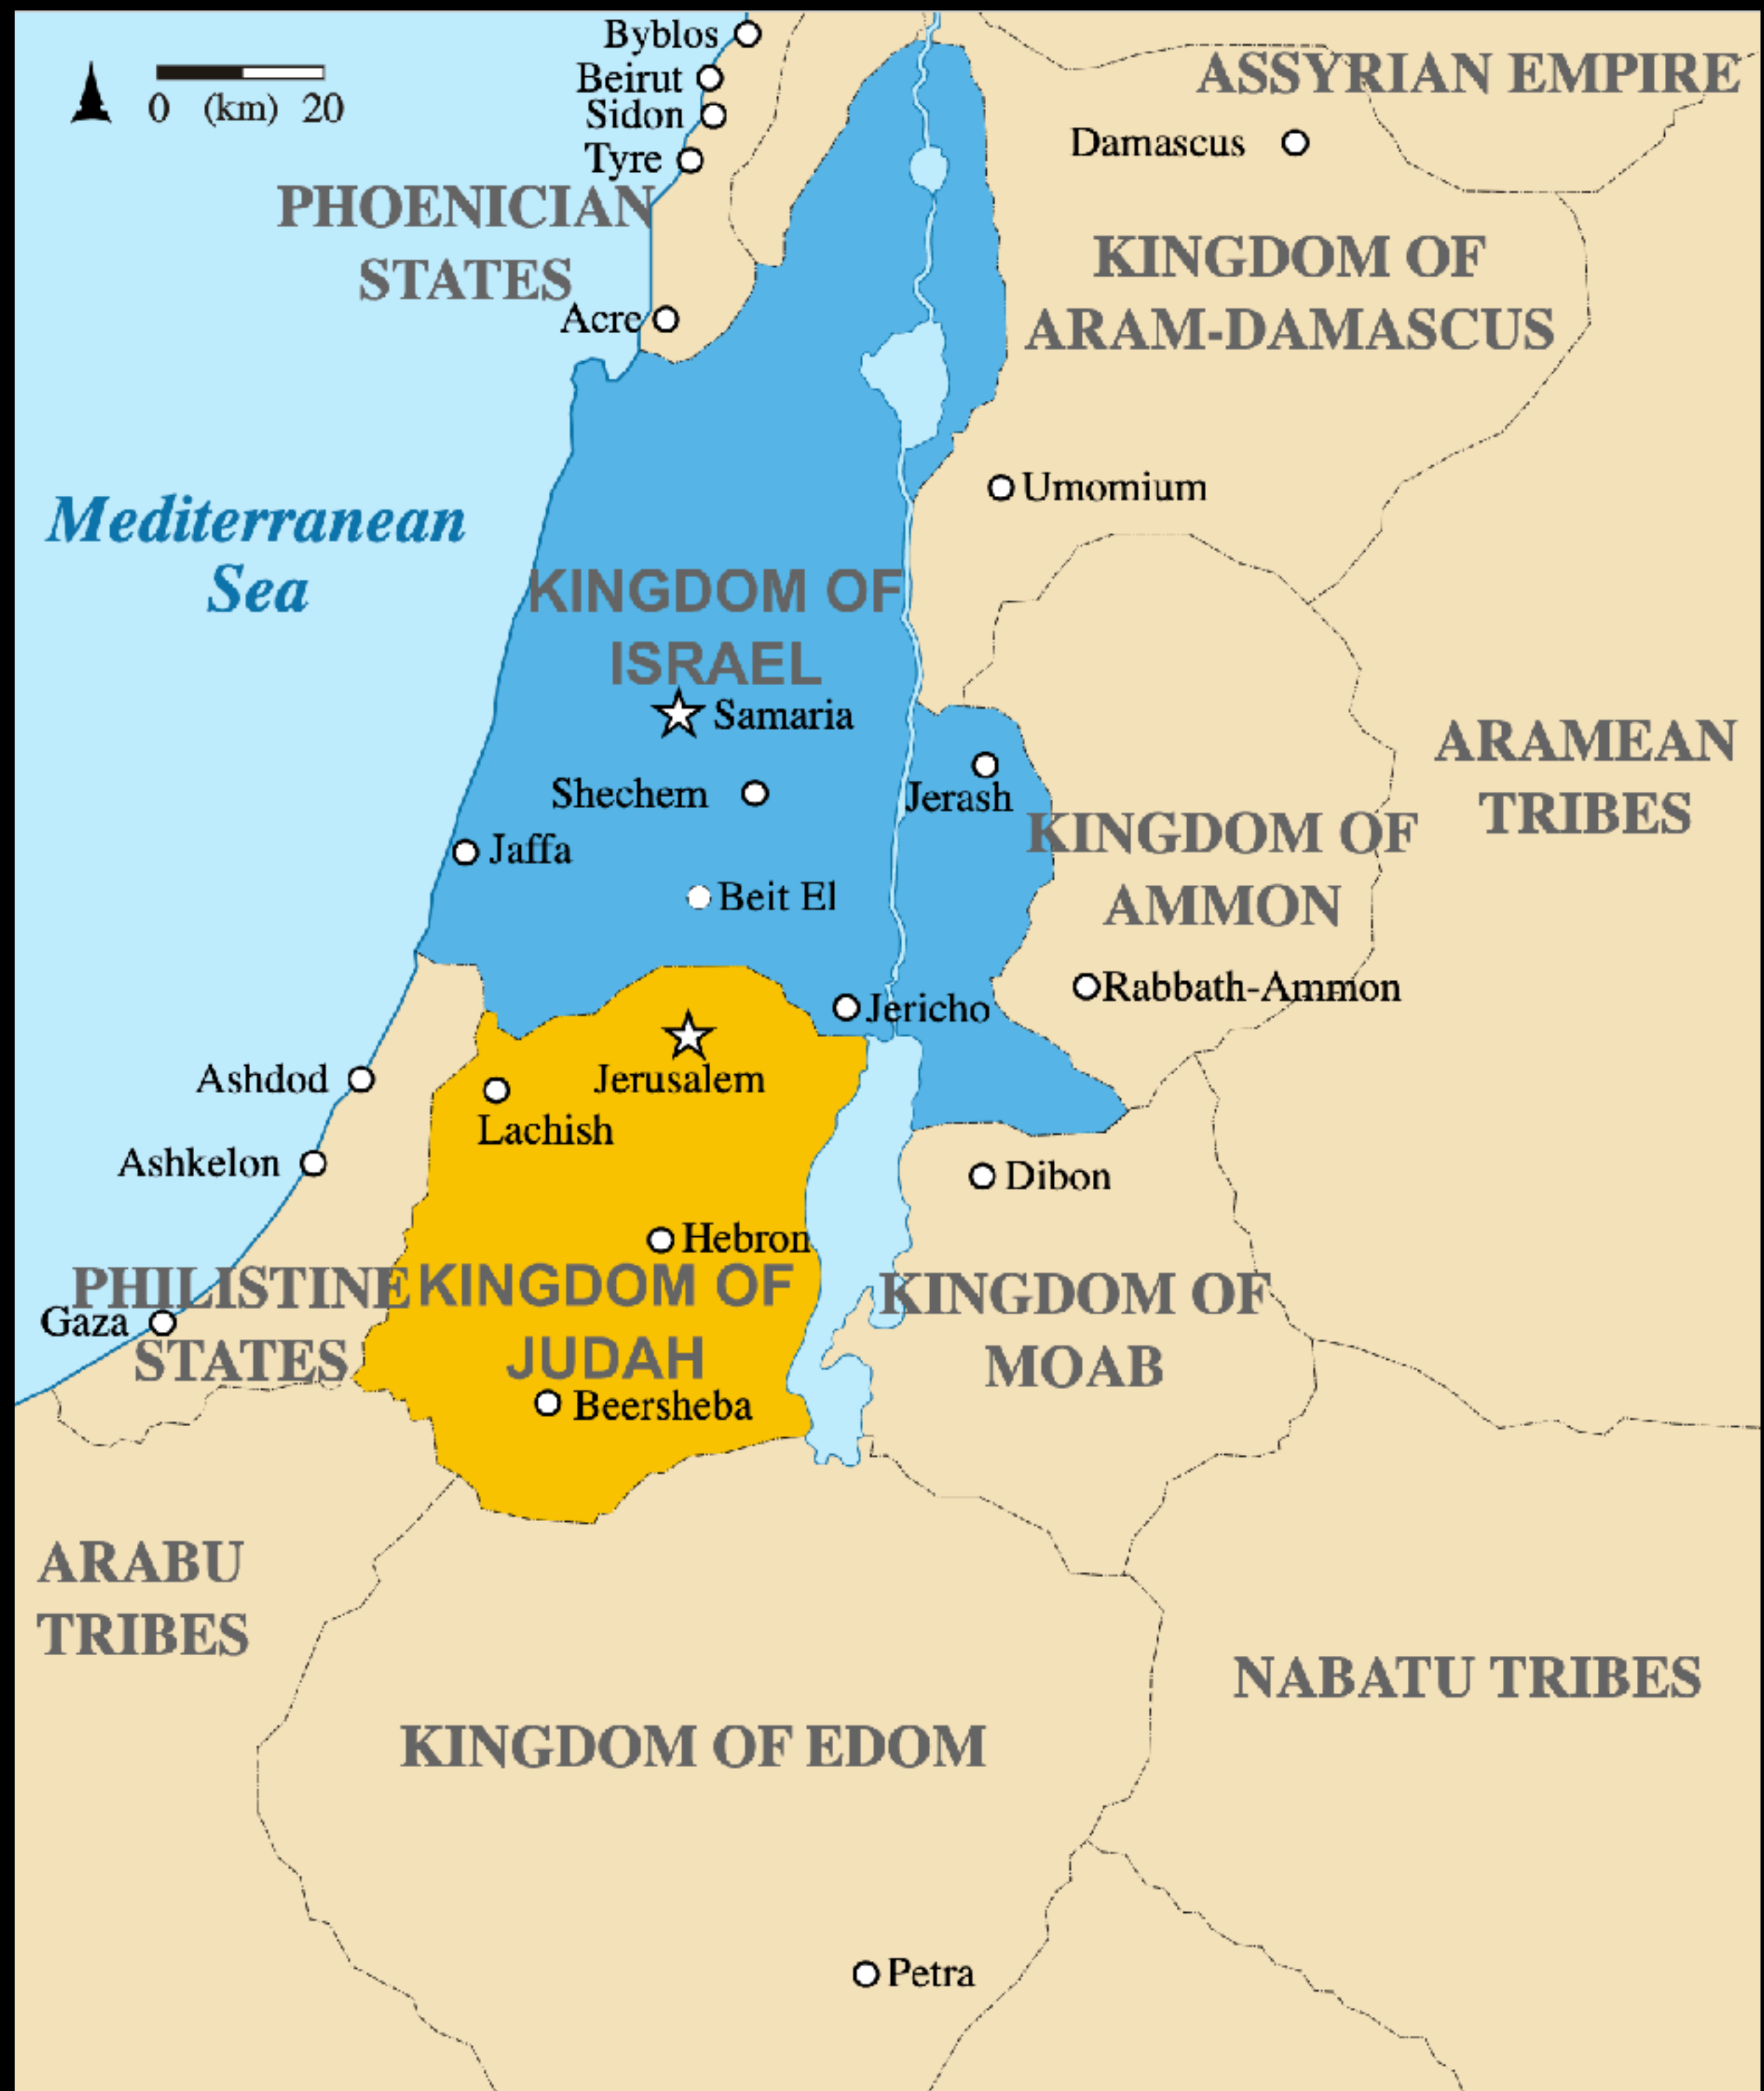 Byblos
Beirut
Sidon
Tyre
0 (km) 20
ASSYRIAN EMPIRE
Damascus
PHOENICIAN
STATES
Acre
KINGDOM OF
ARAM-DAMASCUS
Umomium
Mediterranean
Sea
KINGDOM OF
ISRAEL
Samaria
Shechem
Jerash
Jaffa
Beit El
ARAMEAN
TRIBES
KINGDOM OF
AMMON
Rabbath-Ammon
Jericho
Jerusalem
Ashdod
Lachish
Ashkelon
Dibon
Hebron
PHILISTINE
STATES
Gaza
KINGDOM OF
JUDAH
Beersheba
KINGDOM OF
MOAB
ARABU
TRIBES
NABATU TRIBES
KINGDOM OF EDOM
Petra